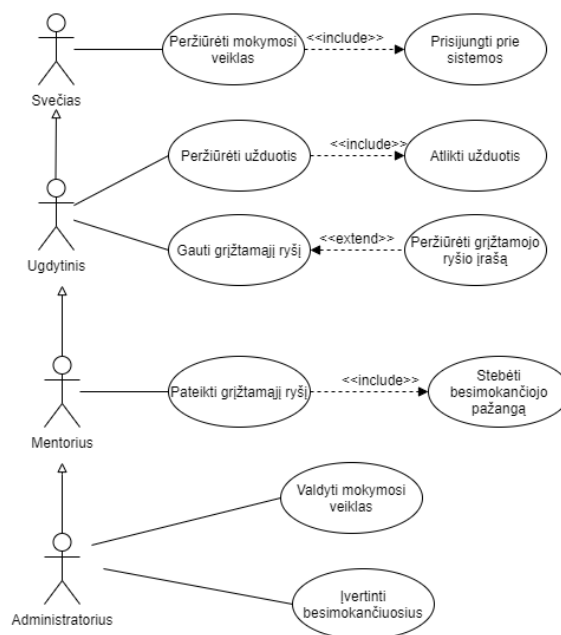 Peržiūrėti mokymosi
veiklas
<<include>>
Prisijungti prie
sistemos
Svečias
Peržiūrėti užduotis
<<include>>
Atlikti užduotis
Ugdytinis
Gauti grįžtamąjį ryšį
<<extend>>
Peržiūrėti grįžtamojo
ryšio įrašą
Mentorius
Pateikti grįžtamąjį ryšį
<<include>>
Stebėti
besimokančiojo
pažangą
Valdyti mokymosi
veiklas
Administratorius
Įvertinti
besimokančiuosius